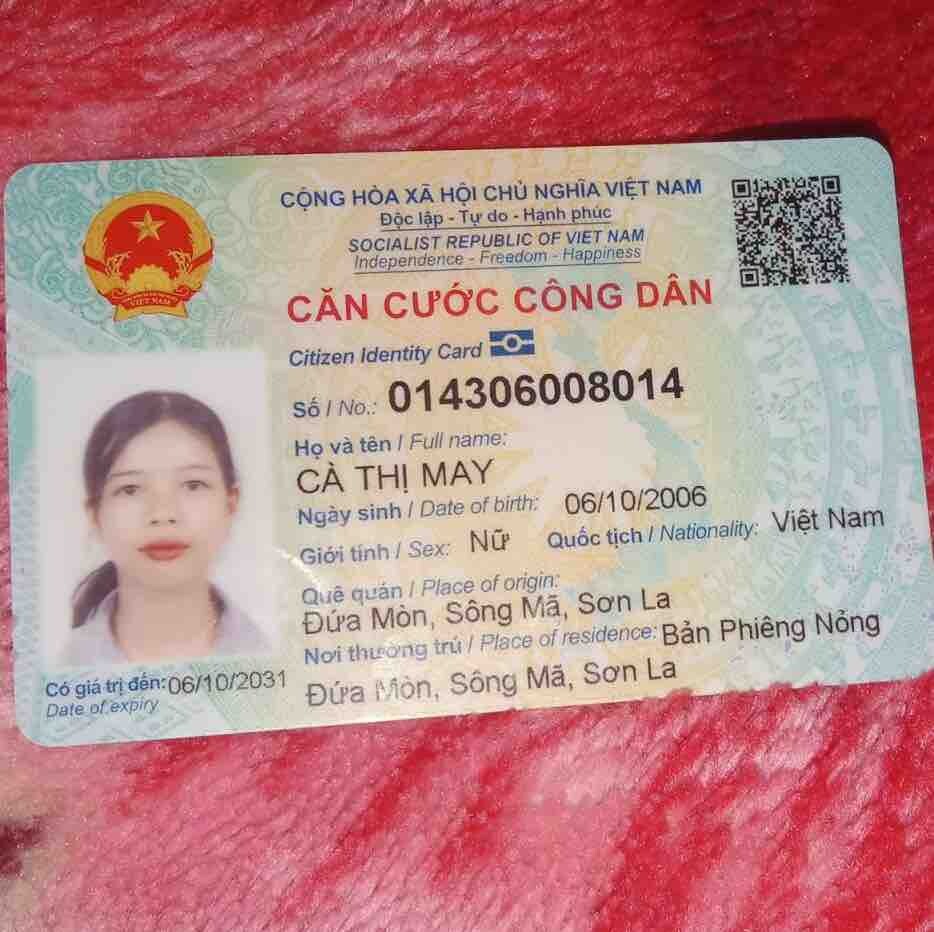 CỘNG HÒA XÃ HỘI CHỦ NGHĨA VIỆT NAM
Độc lập - Tự do - Hạnh phúc
SOCIALIST REPUBLIC OF VIET NAM
Independence - Freedom - Happiness
CĂN CƯỚC CÔNG DÂN
Citizen Identity Card
Số / No.: 014306008014
Họ và tên / Full name:
CÀ THỊ MAY
Ngày sinh / Date of birth: 06/10/2006
Giới tính / Sex: Nữ Quốc tịch / Nationality: Việt Nam
Quê quán / Place of origin:
Đứa Mòn, Sông Mã, Sơn La
Nơi thường trú / Place of residence: Bản Phiêng Nỏng
Đứa Mòn, Sông Mã, Sơn La
Có giá trị đến: 06/10/2031
Date of expiry
VIỆT NAM